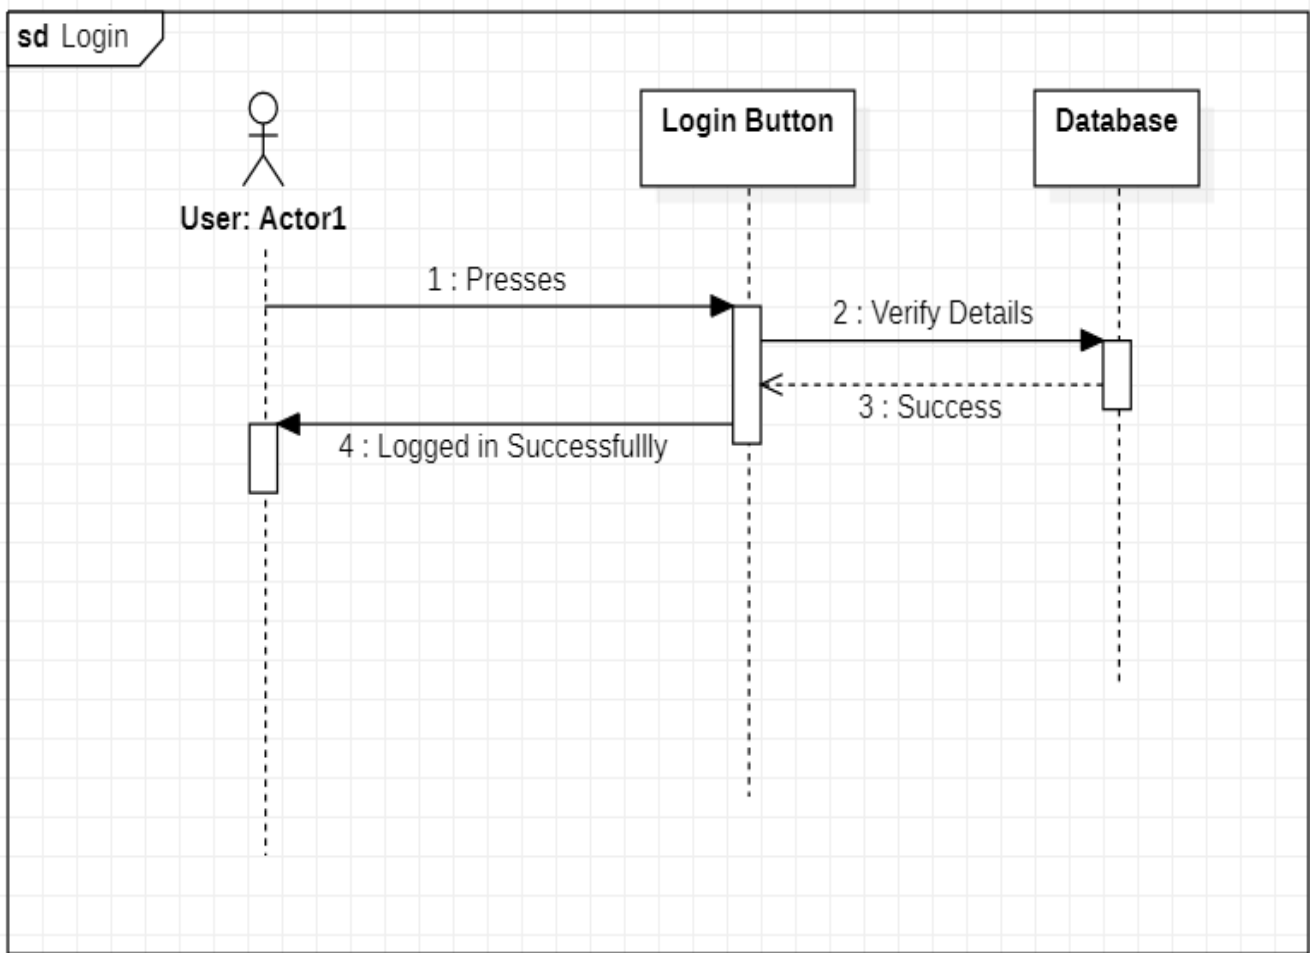 sd Login
Login Button
Database
User: Actor1
1 : Presses
2 : Verify Details
3 : Success
4 : Logged in Successfullly